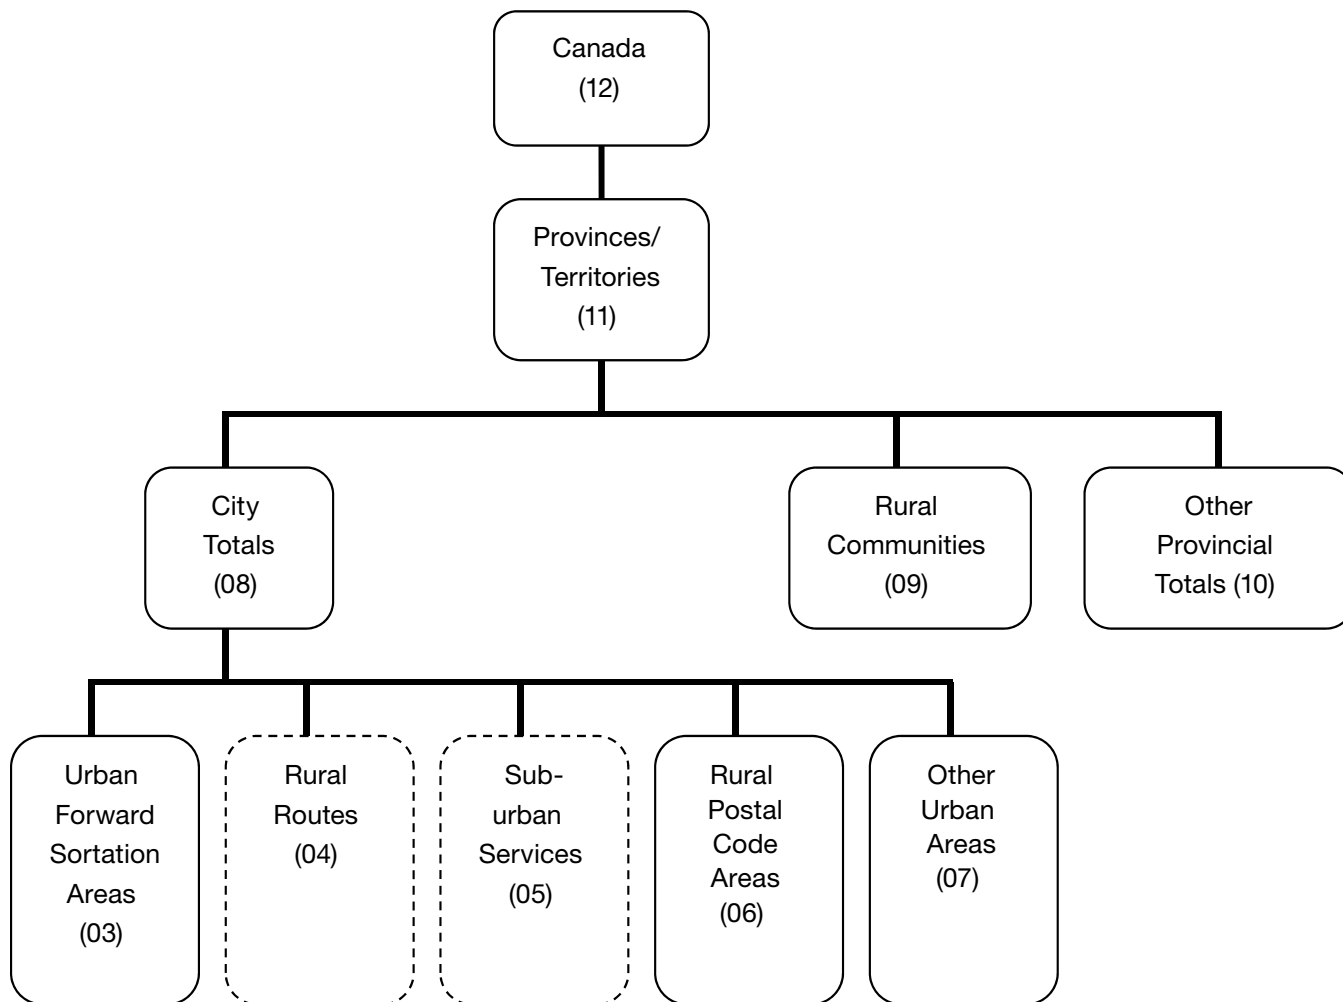 Canada
(12)
Provinces/
Territories
(11)
City
Totals
(08)
Rural
Communities
(09)
Other
Provincial
Totals (10)
Urban
Forward
Sortation
Areas
(03)
Rural
Routes
(04)
Sub-
urban
Services
(05)
Rural
Postal
Code
Areas
(06)
Other
Urban
Areas
(07)